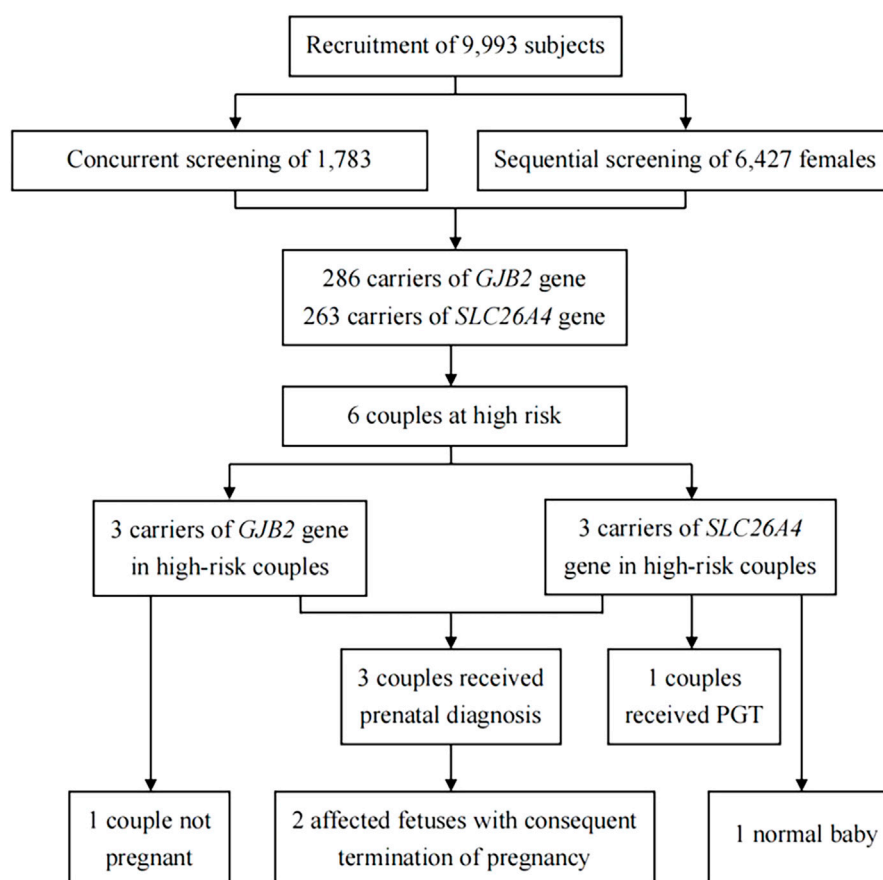 Recruitment of 9,993 subjects
Concurrent screening of 1,783
Sequential screening of 6,427 females
286 carriers of GJB2 gene
263 carriers of SLC26A4 gene
6 couples at high risk
3 carriers of GJB2 gene
in high-risk couples
3 carriers of SLC26A4
gene in high-risk couples
3 couples received
prenatal diagnosis
1 couples
received PGT
1 couple not
pregnant
2 affected fetuses with consequent
termination of pregnancy
1 normal baby